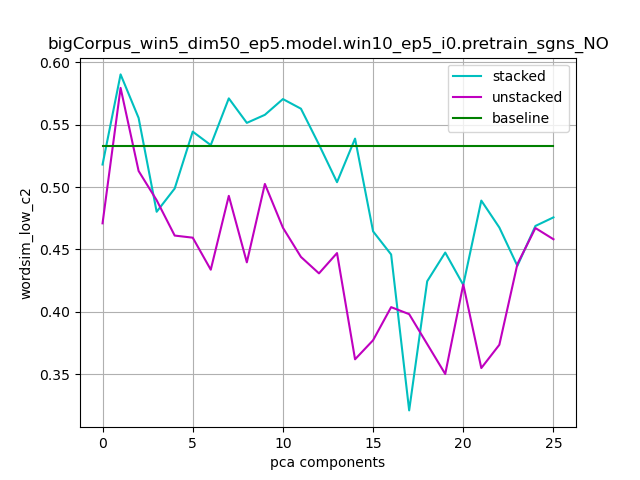 bigCorpus_win5_dim50_ep5.model.win10_ep5_i0.pretrain_sgns_NO
stacked
unstacked
baseline
0.60
0.55
0.50
0.45
0.40
0.35
wordsim_low_c2
0 5 10 15 20 25
pca components